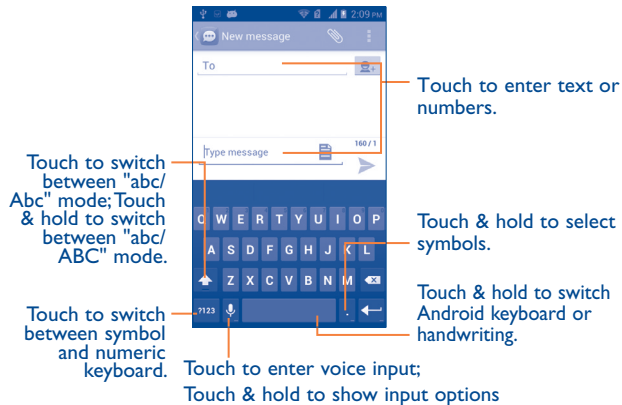 2:09 PM
New message
To
Touch to enter text or
numbers.
Type message
160 / 1
Touch to switch
between "abc/
Abc" mode; Touch
& hold to switch
between "abc/
ABC" mode.
Q W E R T Y U I O P
A S D F G H J K L
Z X C V B N M
Touch & hold to select
symbols.
?123
.
Touch & hold to switch
Android keyboard or
handwriting.
Touch to switch
between symbol
and numeric
keyboard.
Touch to enter voice input;
Touch & hold to show input options